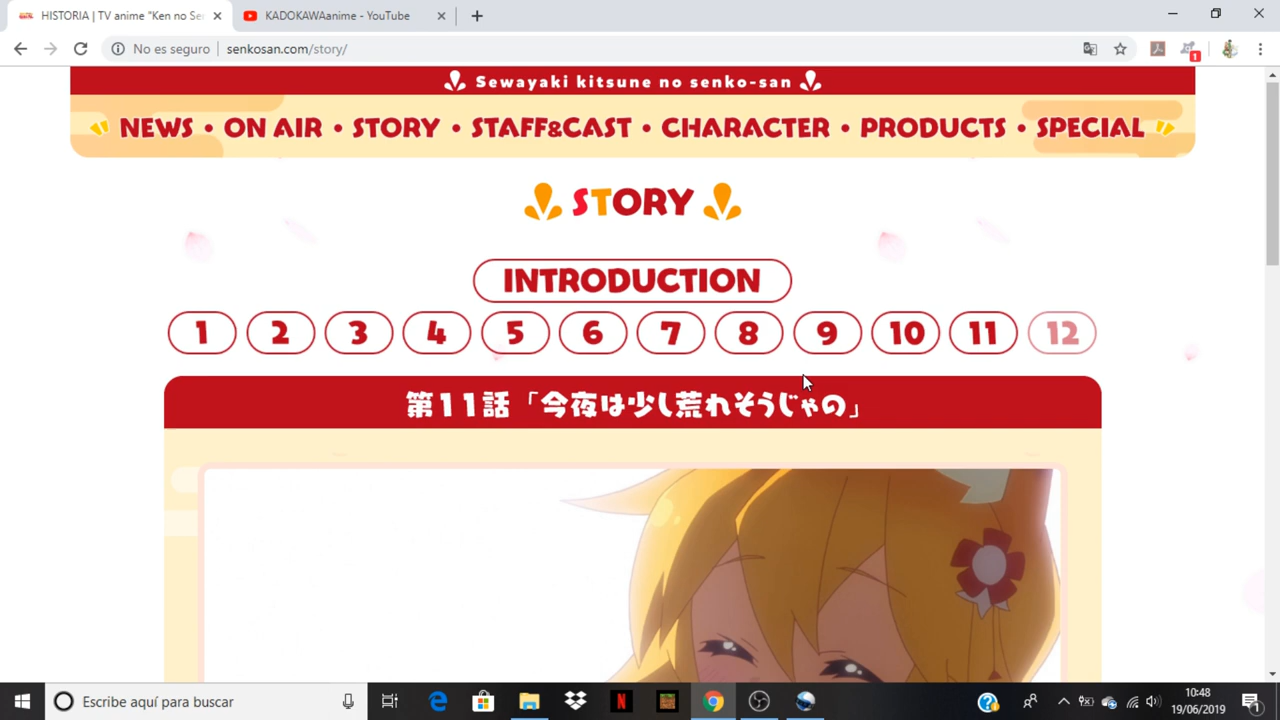 HISTORIA | TV anime "Ken no Se
KADOKAWAanime - YouTube
No es seguro
senkosan.com/story/
1
Sewayaki kitsune no senko-san
NEWS • ON AIR • STORY • STAFF&CAST • CHARACTER • PRODUCTS • SPECIAL
STORY
INTRODUCTION
1 2 3 4 5 6 7 8 9 10 11 12
第11話「今夜は少し荒れそうじゃの」
Escribe aquí para buscar
10:48
19/06/2019
1